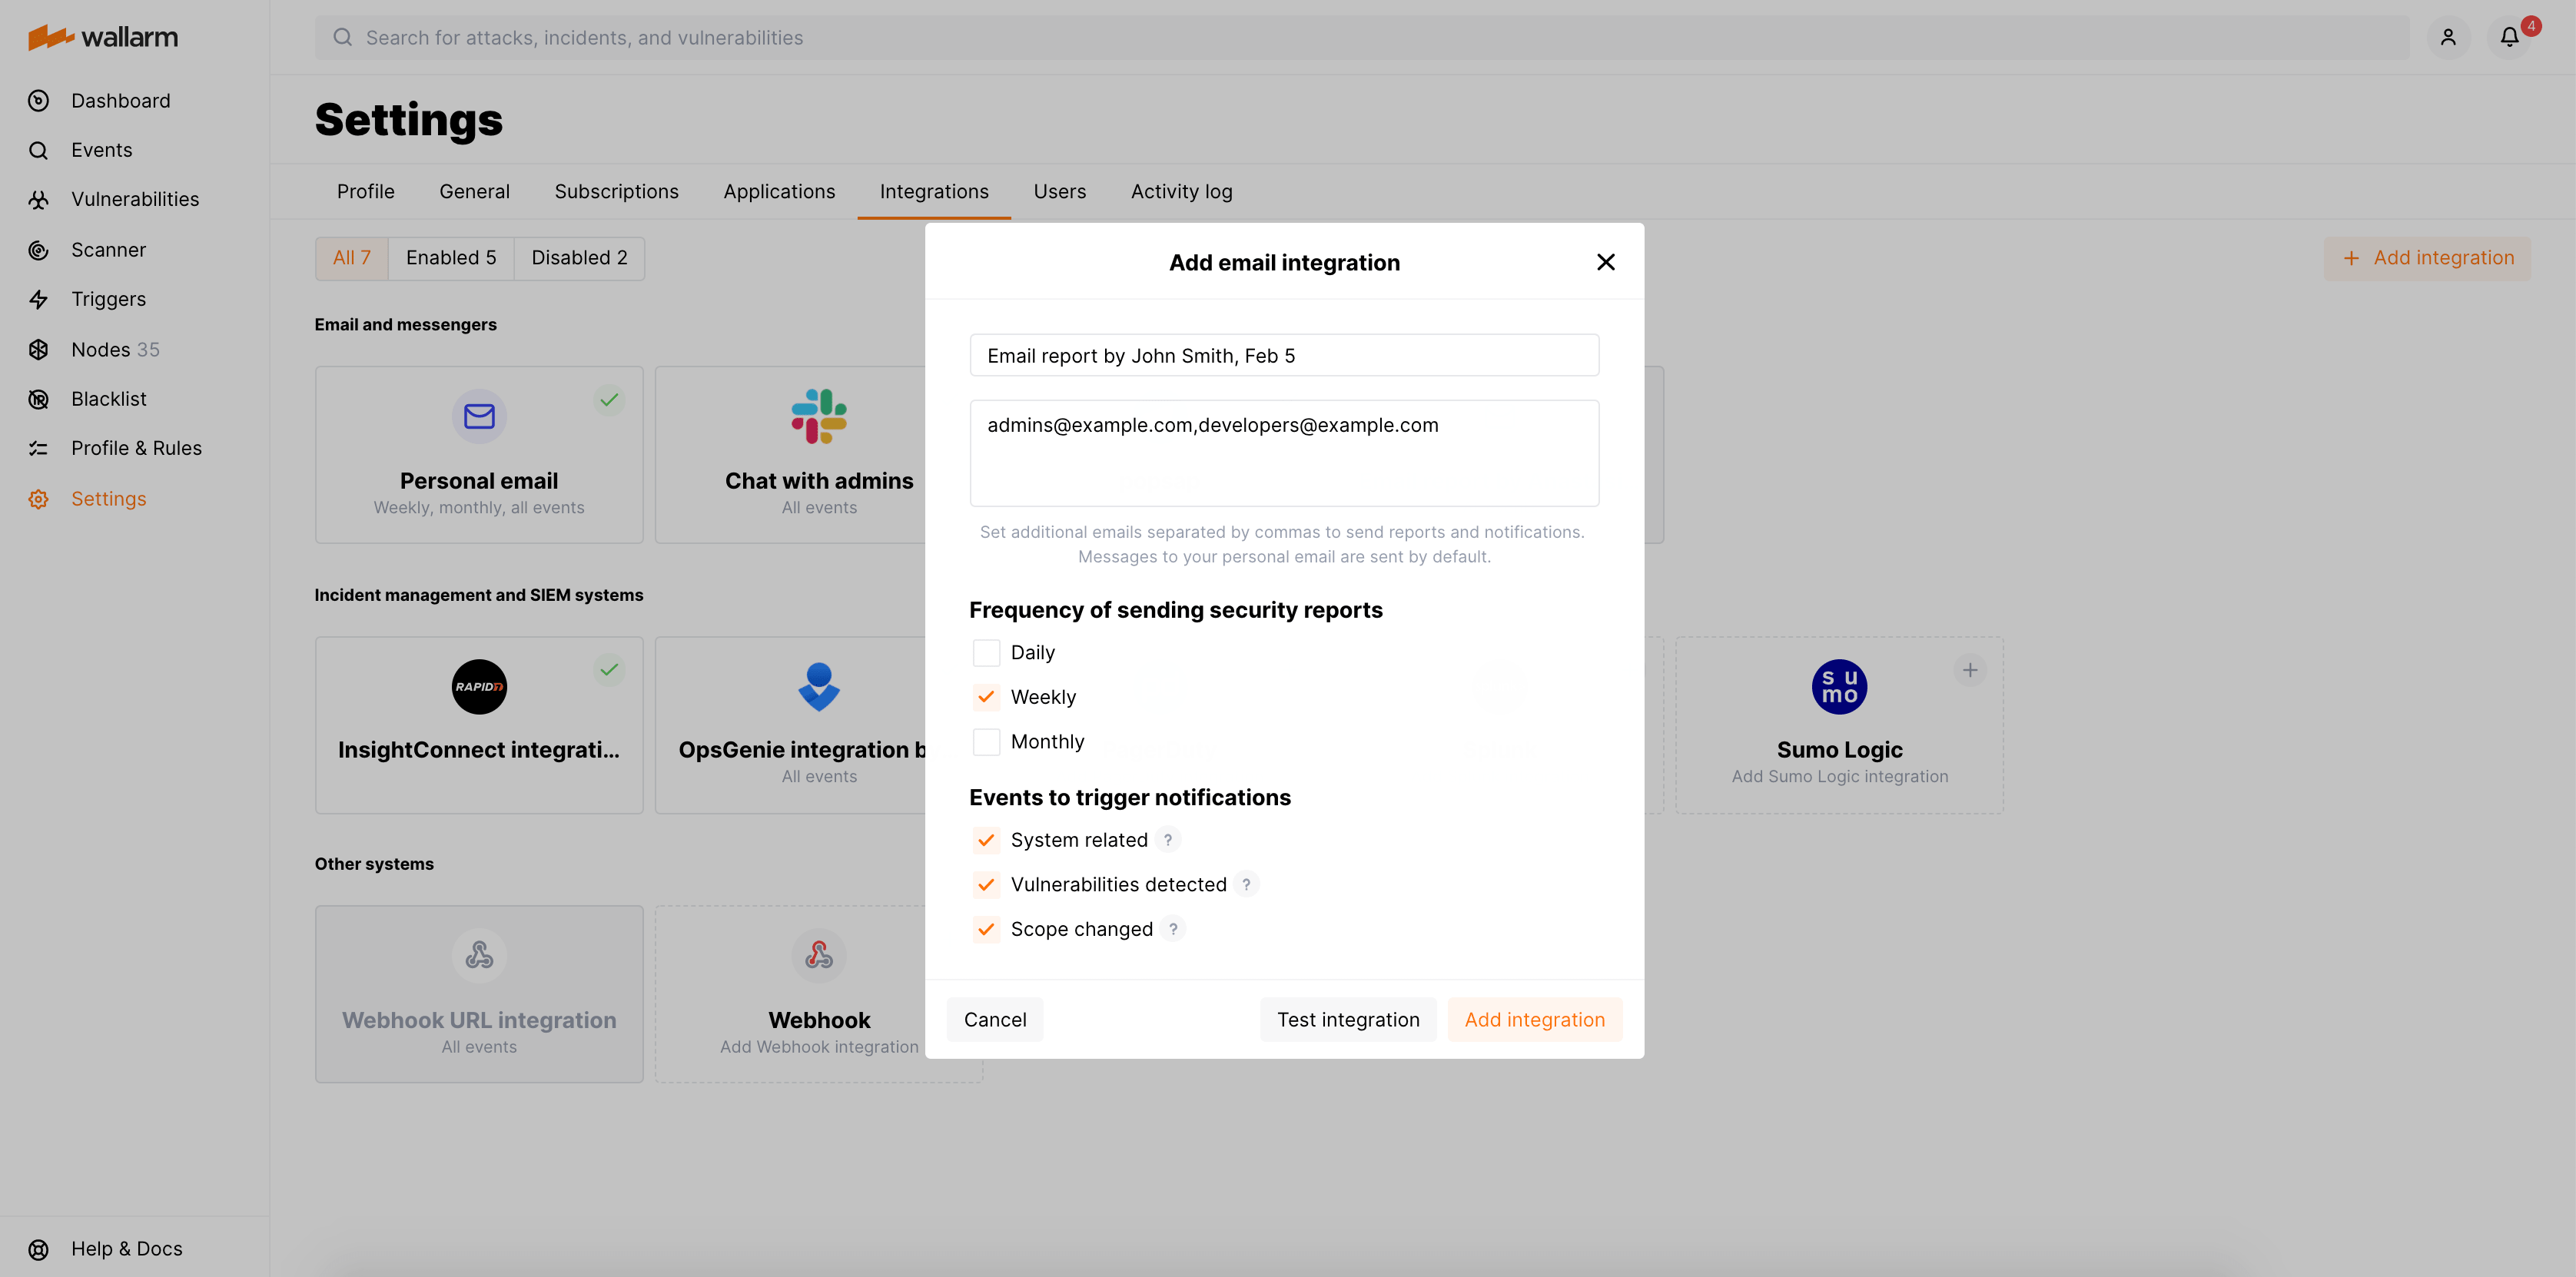 wallarm
Search for attacks, incidents, and vulnerabilities
4
Dashboard
Events
Vulnerabilities
Scanner
Triggers
Nodes 35
Blacklist
Profile & Rules
Settings
Help & Docs
Settings
Profile General Subscriptions Applications Integrations Users Activity log
All 7 Enabled 5 Disabled 2
+ Add integration
Email and messengers
Personal email
Weekly, monthly, all events
Chat with admins
All events
Incident management and SIEM systems
RAPID7
InsightConnect integrati...
OpsGenie integration b
All events
su
mo
Sumo Logic
Add Sumo Logic integration
Other systems
Webhook URL integration
All events
Webhook
Add Webhook integration
Add email integration
Email report by John Smith, Feb 5
admins@example.com,developers@example.com
Set additional emails separated by commas to send reports and notifications.
Messages to your personal email are sent by default.
Frequency of sending security reports
Daily
Weekly
Monthly
Events to trigger notifications
System related ?
Vulnerabilities detected ?
Scope changed ?
Cancel Test integration Add integration